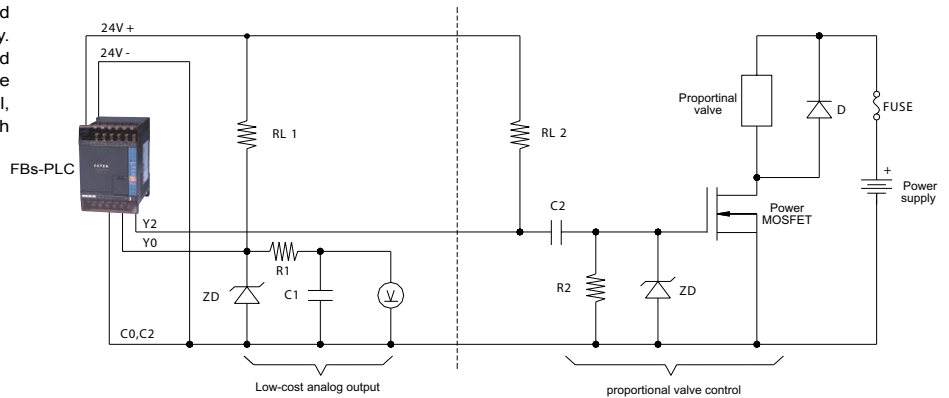 d
y.
d
e
l,
h
24V +
24V -
FBs-PLC
FATEK
RL 1
RL 2
Proportinal
valve
D
FUSE
+
Power
supply
Power
MOSFET
C2
Y2
Y0
R1
ZD
C1
V
R2
ZD
C0,C2
Low-cost analog output
proportional valve control